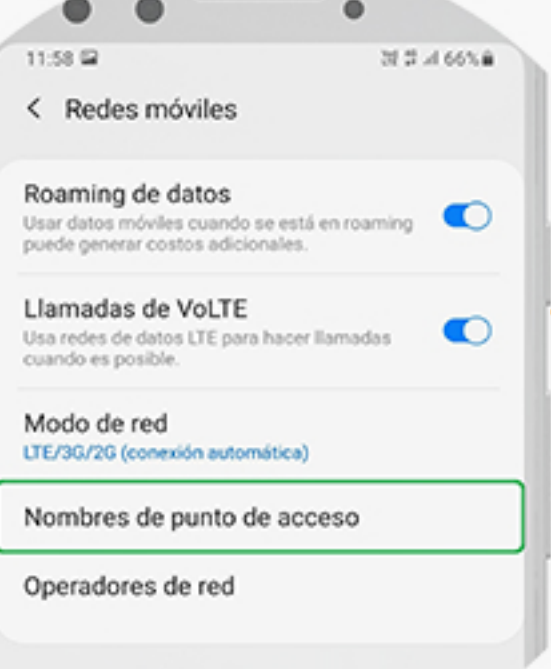 11:58
66%
Redes móviles
Roaming de datos
Usar datos móviles cuando se está en roaming
puede generar costos adicionales.
Llamadas de VoLTE
Usa redes de datos LTE para hacer llamadas
cuando es posible.
Modo de red
LTE/3G/2G (conexión automática)
Nombres de punto de acceso
Operadores de red